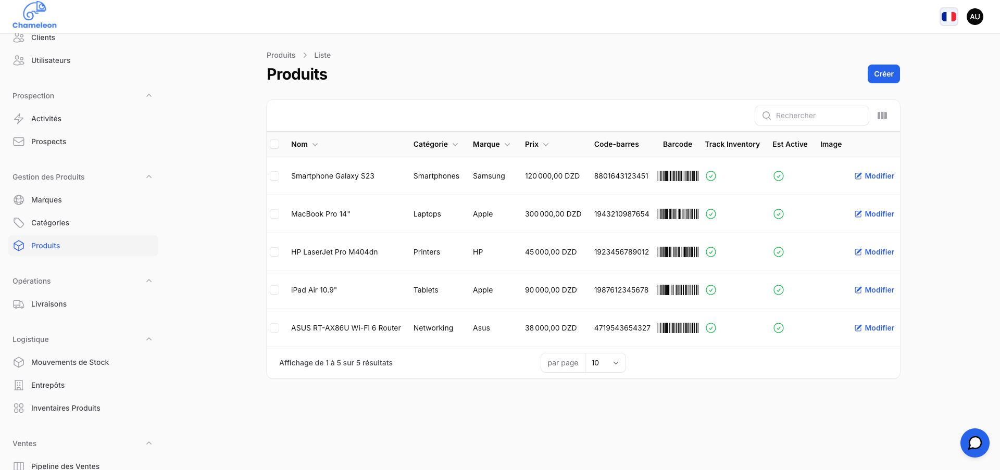 Chameleon
AU
Clients
Utilisateurs
Prospection
Activités
Prospects
Gestion des Produits
Marques
Catégories
Produits
Opérations
Livraisons
Logistique
Mouvements de Stock
Entrepôts
Inventaires Produits
Ventes
Pipeline des Ventes
Produits Liste
Produits
Créer
Rechercher
Nom Catégorie Marque Prix Code-barres Barcode Track Inventory Est Active Image
Smartphone Galaxy S23 Smartphones Samsung 120 000,00 DZD 8801643123451 Modifier
MacBook Pro 14" Laptops Apple 300 000,00 DZD 1943210987654 Modifier
HP LaserJet Pro M404dn Printers HP 45 000,00 DZD 1923456789012 Modifier
iPad Air 10.9" Tablets Apple 90 000,00 DZD 1987612345678 Modifier
ASUS RT-AX86U Wi-Fi 6 Router Networking Asus 38 000,00 DZD 4719543654327 Modifier
Affichage de 1 à 5 sur 5 résultats par page 10